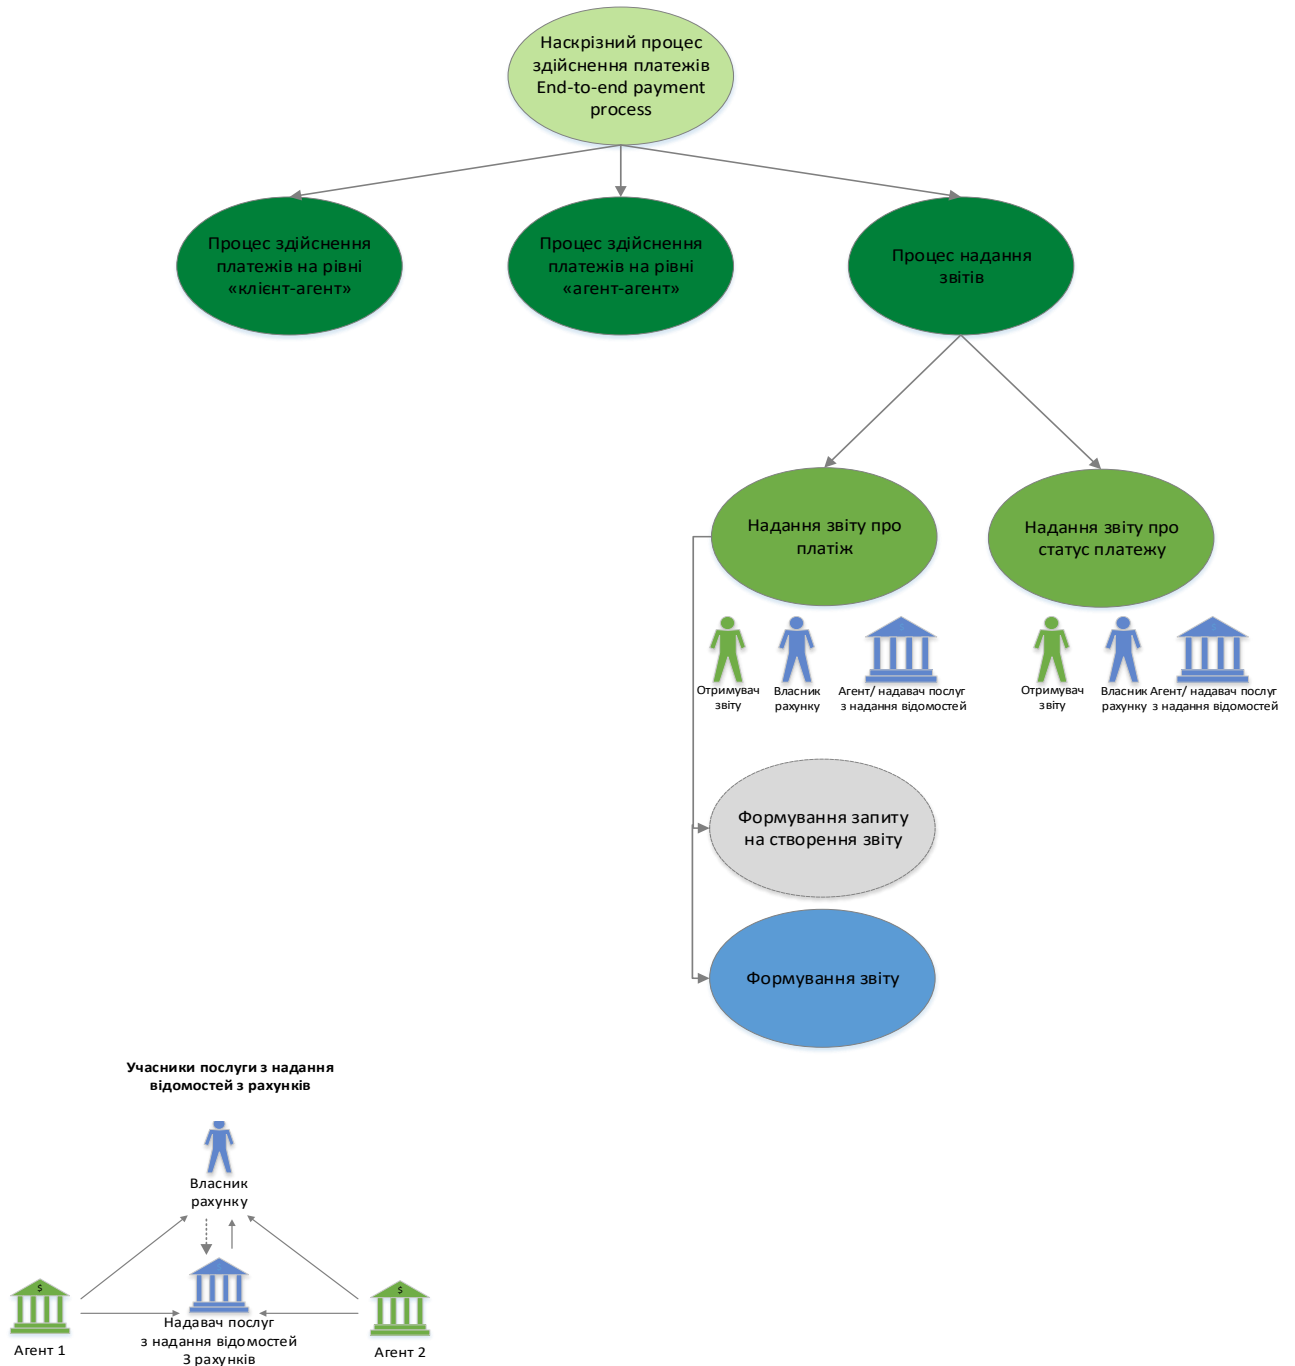 Наскрізний процес
здійснення платежів
End-to-end payment
process
Процес здійснення
платежів на рівні
«клієнт-агент»
Процес здійснення
платежів на рівні
«агент-агент»
Процес надання
звітів
Надання звіту про
платіж
Надання звіту про
статус платежу
Отримувач
звіту
Власник
рахунку
Агент/ надавач послуг
з надання відомостей
Отримувач
звіту
Власник
рахунку
Агент/ надавач послуг
з надання відомостей
Формування запиту
на створення звіту
Формування звіту
Учасники послуги з надання
відомостей з рахунків
Власник
рахунку
$
Агент 1
Надавач послуг
з надання відомостей
З рахунків
$
Агент 2